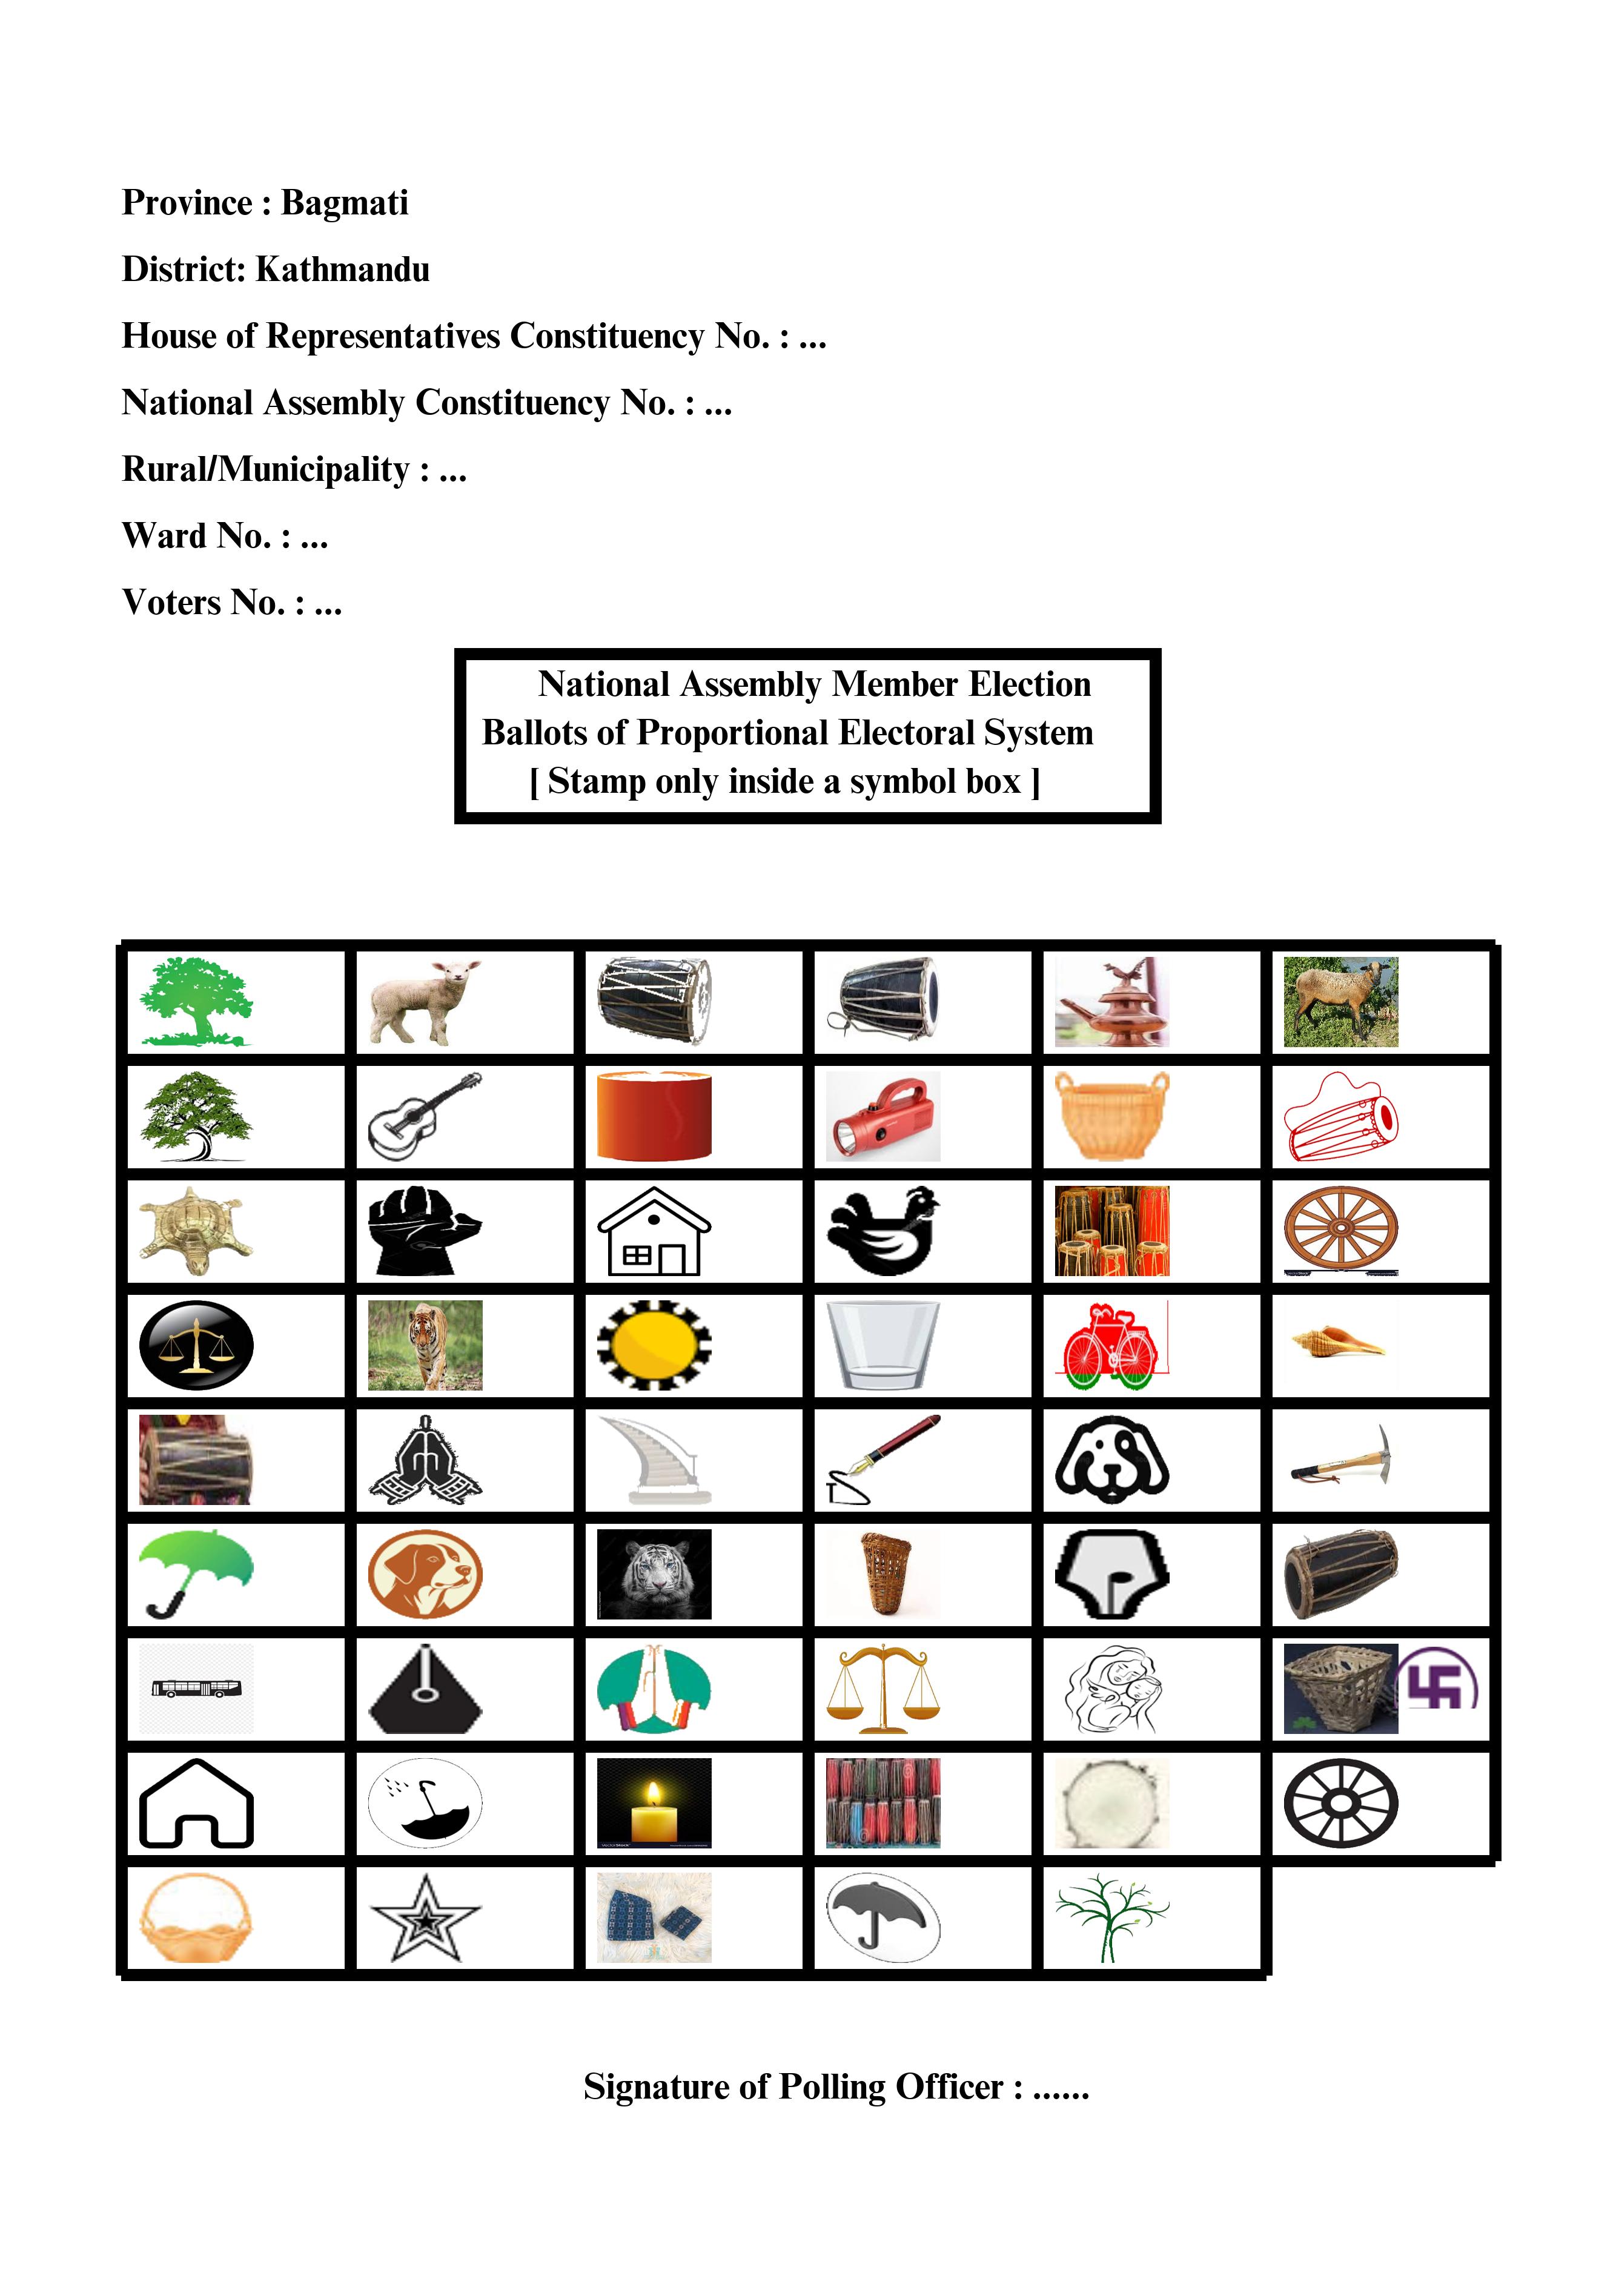 Province : Bagmati
District: Kathmandu
House of Representatives Constituency No. : ...
National Assembly Constituency No. : ...
Rural/Municipality : ...
Ward No. : ...
Voters No. : ...
National Assembly Member Election
Ballots of Proportional Electoral System
[ Stamp only inside a symbol box ]
Signature of Polling Officer : ......